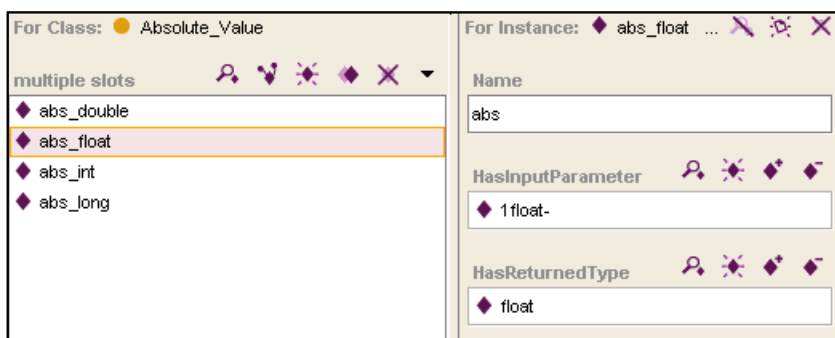 For Class: Absolute_Value
multiple slots
abs_double
abs_float
abs_int
abs_long
For Instance: abs_float ...
Name
abs
HasInputParameter
1float-
HasReturnedType
float